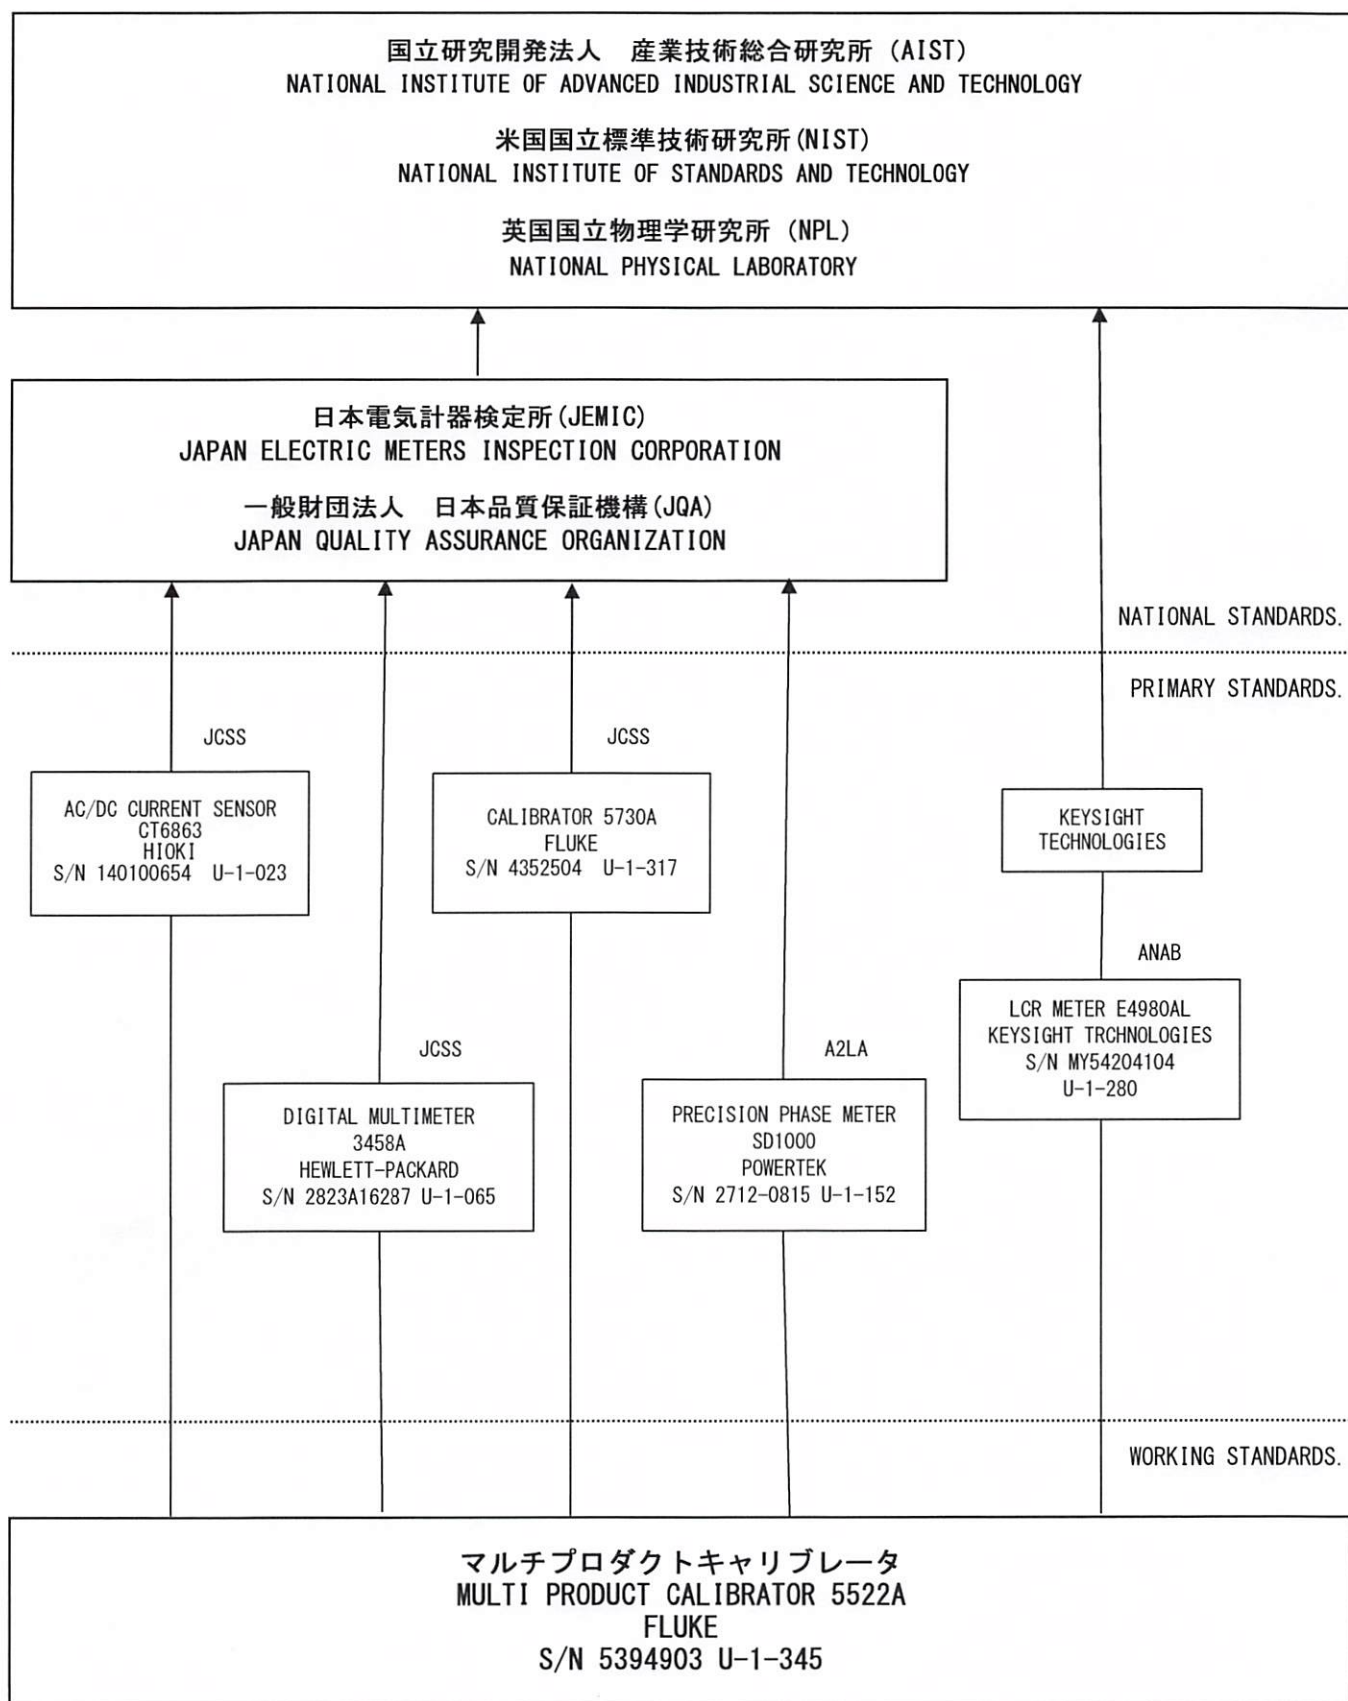 国立研究開発法人　産業技術総合研究所 (AIST)
NATIONAL INSTITUTE OF ADVANCED INDUSTRIAL SCIENCE AND TECHNOLOGY
米国国立標準技術研究所(NIST)
NATIONAL INSTITUTE OF STANDARDS AND TECHNOLOGY
英国国立物理学研究所 (NPL)
NATIONAL PHYSICAL LABORATORY
日本電気計器検定所(JEMIC)
JAPAN ELECTRIC METERS INSPECTION CORPORATION
一般財団法人　日本品質保証機構(JQA)
JAPAN QUALITY ASSURANCE ORGANIZATION
NATIONAL STANDARDS.
PRIMARY STANDARDS.
JCSS
AC/DC CURRENT SENSOR
CT6863
HIOKI
S/N 140100654 U-1-023
JCSS
CALIBRATOR 5730A
FLUKE
S/N 4352504 U-1-317
KEYSIGHT
TECHNOLOGIES
ANAB
LCR METER E4980AL
KEYSIGHT TRCHNOLOGIES
S/N MY54204104
U-1-280
JCSS
DIGITAL MULTIMETER
3458A
HEWLETT-PACKARD
S/N 2823A16287 U-1-065
A2LA
PRECISION PHASE METER
SD1000
POWERTEK
S/N 2712-0815 U-1-152
WORKING STANDARDS.
マルチプロダクトキャリブレータ
MULTI PRODUCT CALIBRATOR 5522A
FLUKE
S/N 5394903 U-1-345